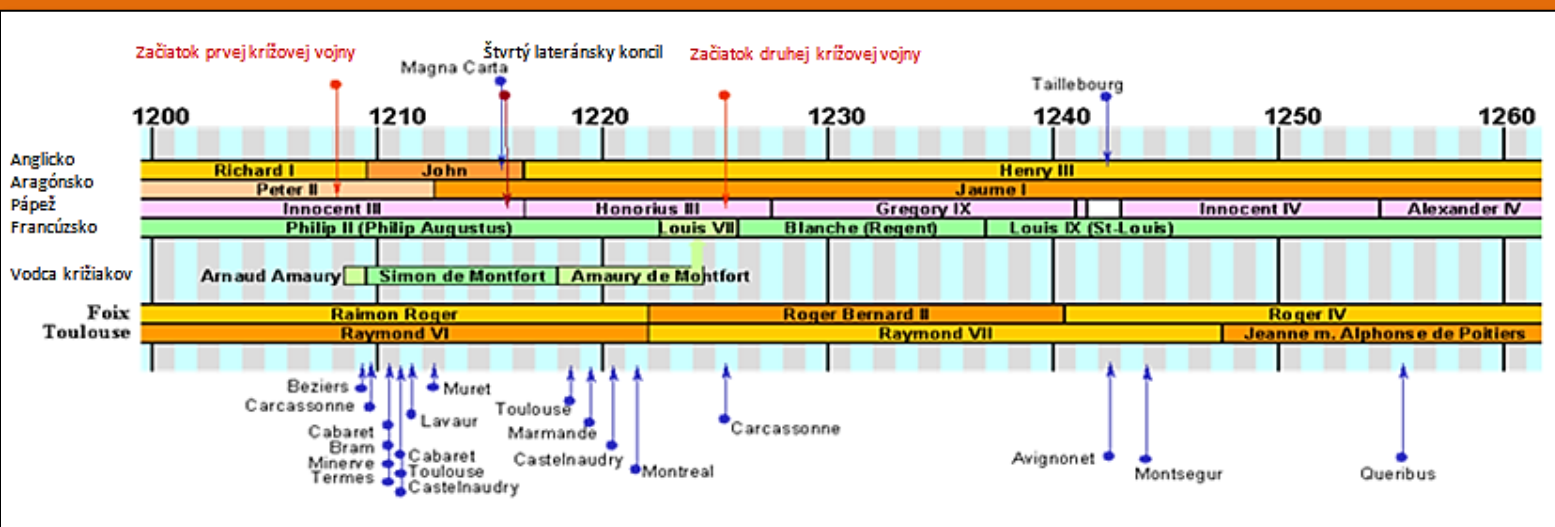 Začiatok prvej krížovej vojny Štvrtý lateránsky koncil Začiatok druhej krížovej vojny
Magna Carta Taillebourg
1200 1210 1220 1230 1240 1250 1260
Anglicko Richard I John Henry III
Aragónsko Peter II Jaume I
Pápež Innocent III Honorius III Gregory IX Innocent IV Alexander IV
Francúzsko Philip II (Philip Augustus) Louis VII Blanche (Regent) Louis IX (St-Louis)
Vodca križiakov Arnaud Amaury Simon de Montfort Amaury de Montfort
Foix Raimon Roger Roger Bernard II Roger IV
Toulouse Raymond VI Raymond VII Jeanne m. Alphonse de Poitiers
Beziers Muret
Carcassonne Toulouse
Lavaur
Cabaret Marmande Carcassonne
Bram
Cabaret Castelnaudry Avignonet
Minerve
Toulouse Montreal Montsegur Queribus
Termes
Castelnaudry